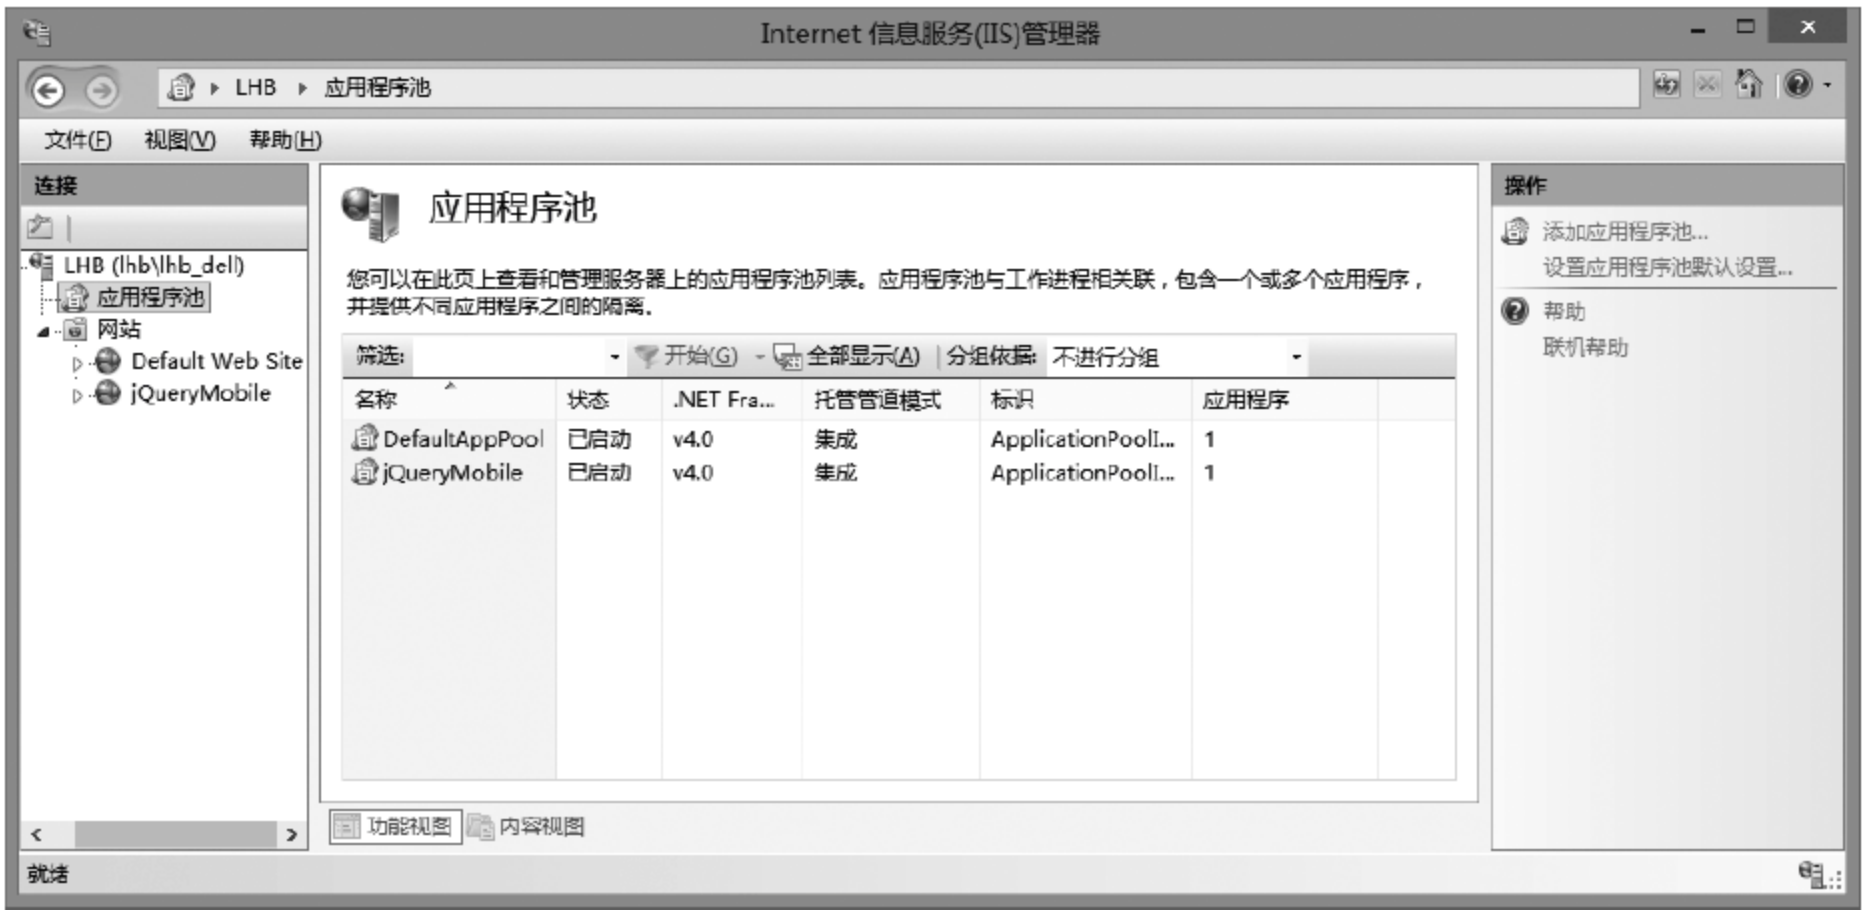 Internet 信息服务(IIS)管理器
LHB 应用程序池
文件(F) 视图(V) 帮助(H)
连接
LHB (lhb\lhb_dell)
应用程序池
网站
Default Web Site
jQueryMobile
应用程序池
您可以在此页上查看和管理服务器上的应用程序池列表。应用程序池与工作进程相关联，包含一个或多个应用程序，
并提供不同应用程序之间的隔离。
筛选: 开始(G) 全部显示(A) 分组依据: 不进行分组
名称 状态 .NET Fra... 托管管道模式 标识 应用程序
DefaultAppPool 已启动 v4.0 集成 ApplicationPoolI... 1
jQueryMobile 已启动 v4.0 集成 ApplicationPoolI... 1
功能视图 内容视图
操作
添加应用程序池...
设置应用程序池默认设置...
帮助
联机帮助
就绪